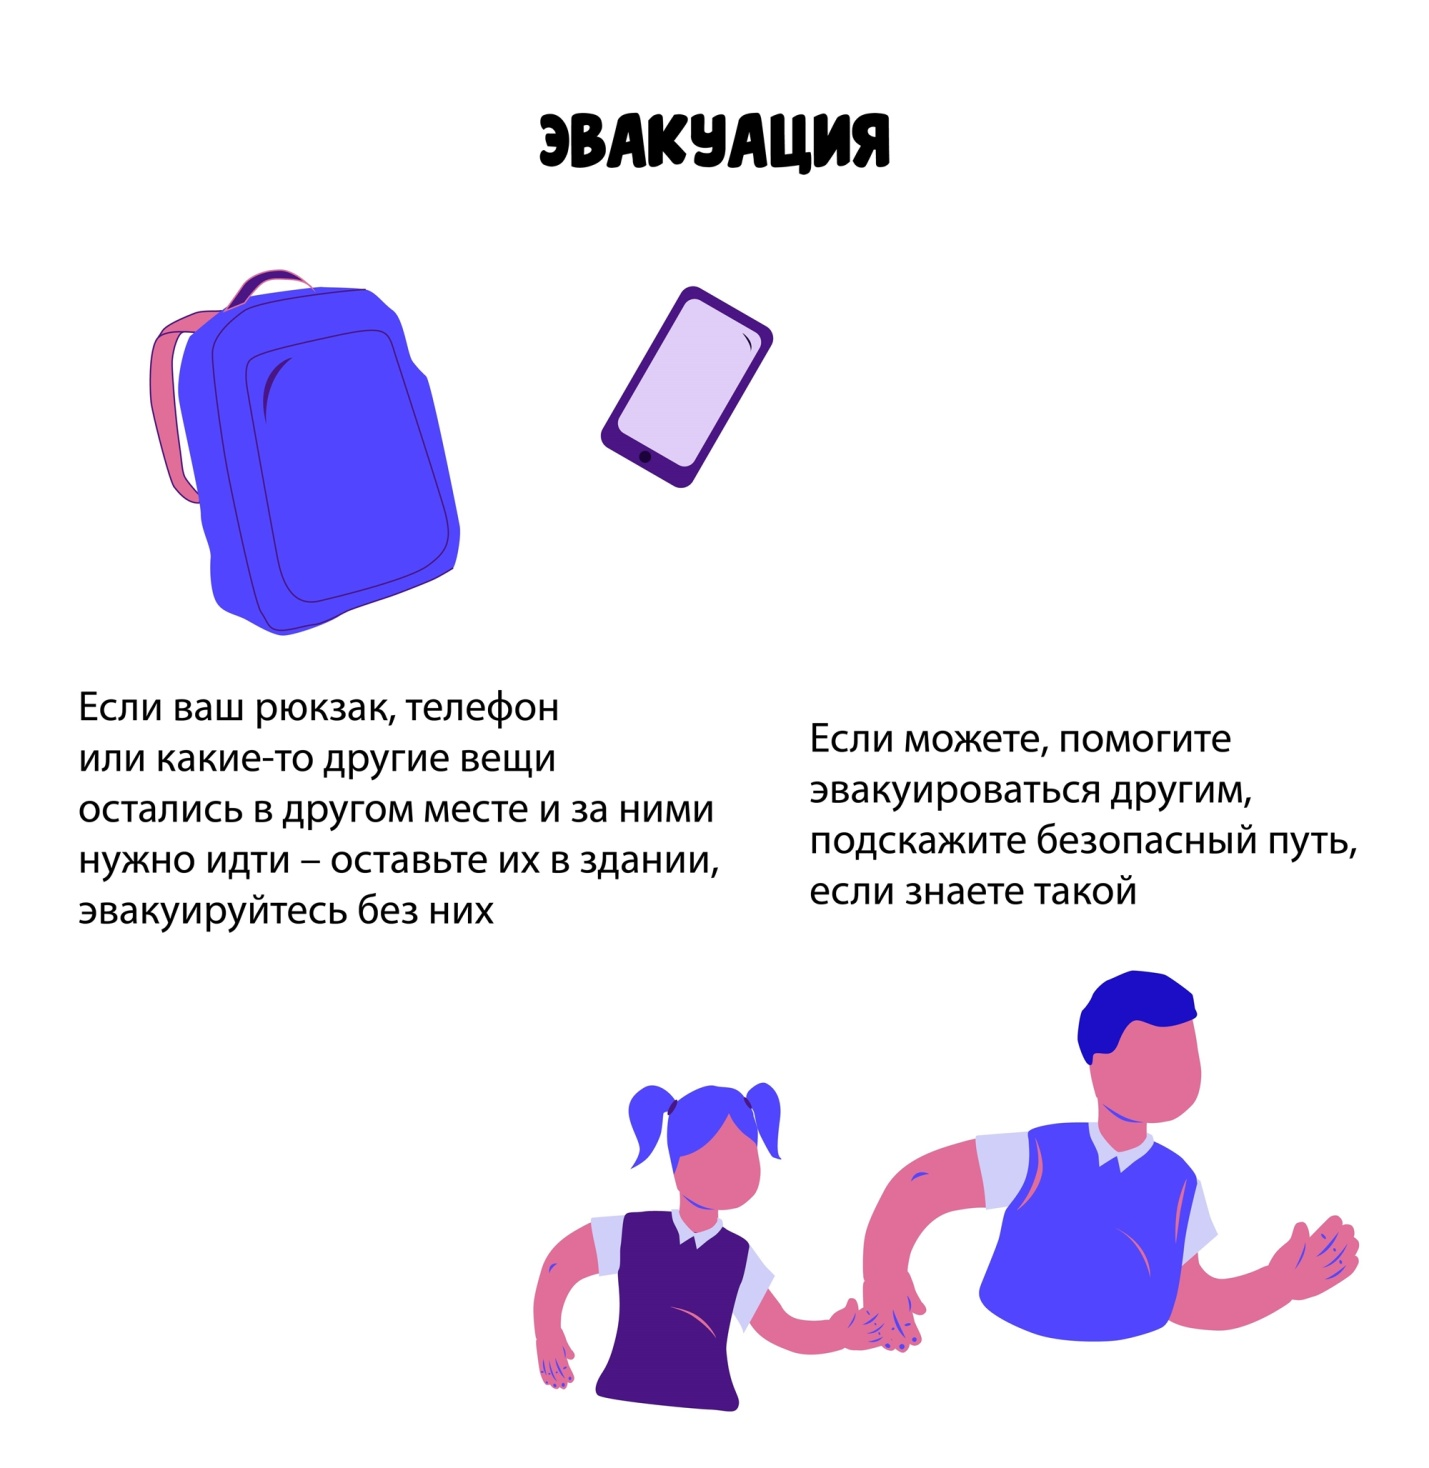 ЭВАКУАЦИЯ
Если ваш рюкзак, телефон
или какие-то другие вещи
остались в другом месте и за ними
нужно идти – оставьте их в здании,
эвакуируйтесь без них
Если можете, помогите
эвакуироваться другим,
подскажите безопасный путь,
если знаете такой